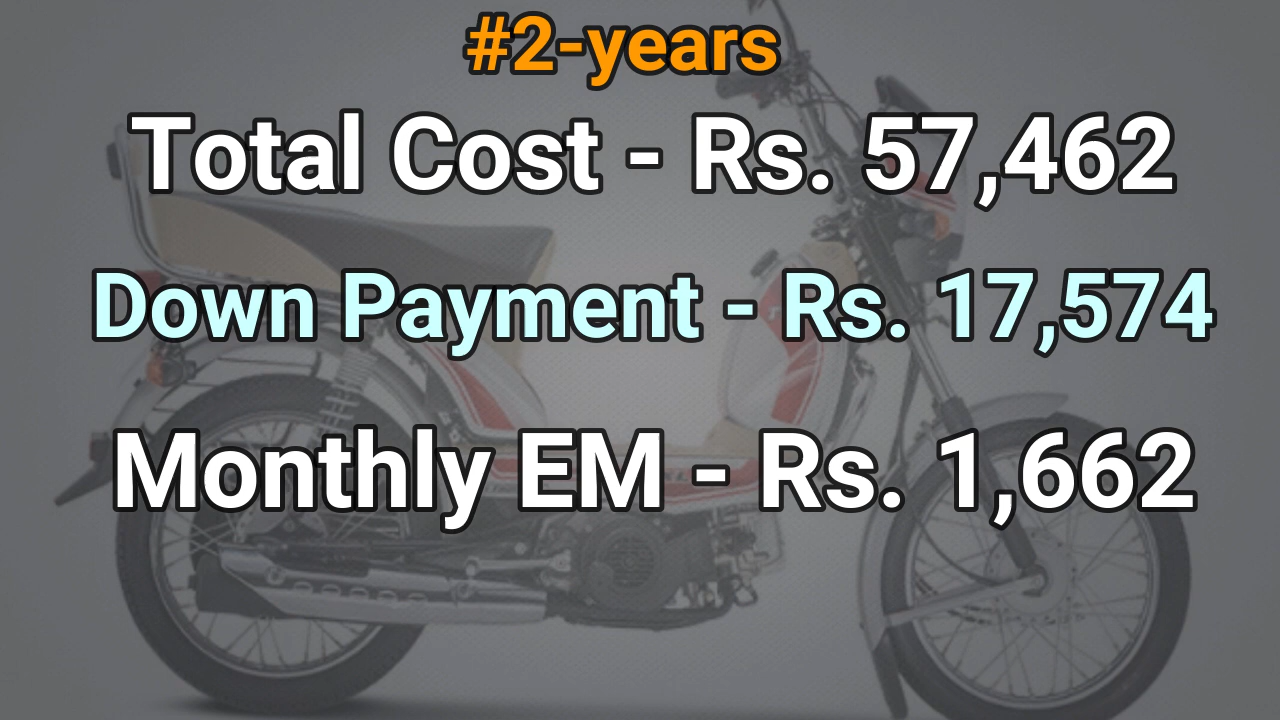 #2-years
Total Cost - Rs. 57,462
Down Payment - Rs. 17,574
Monthly EM - Rs. 1,662